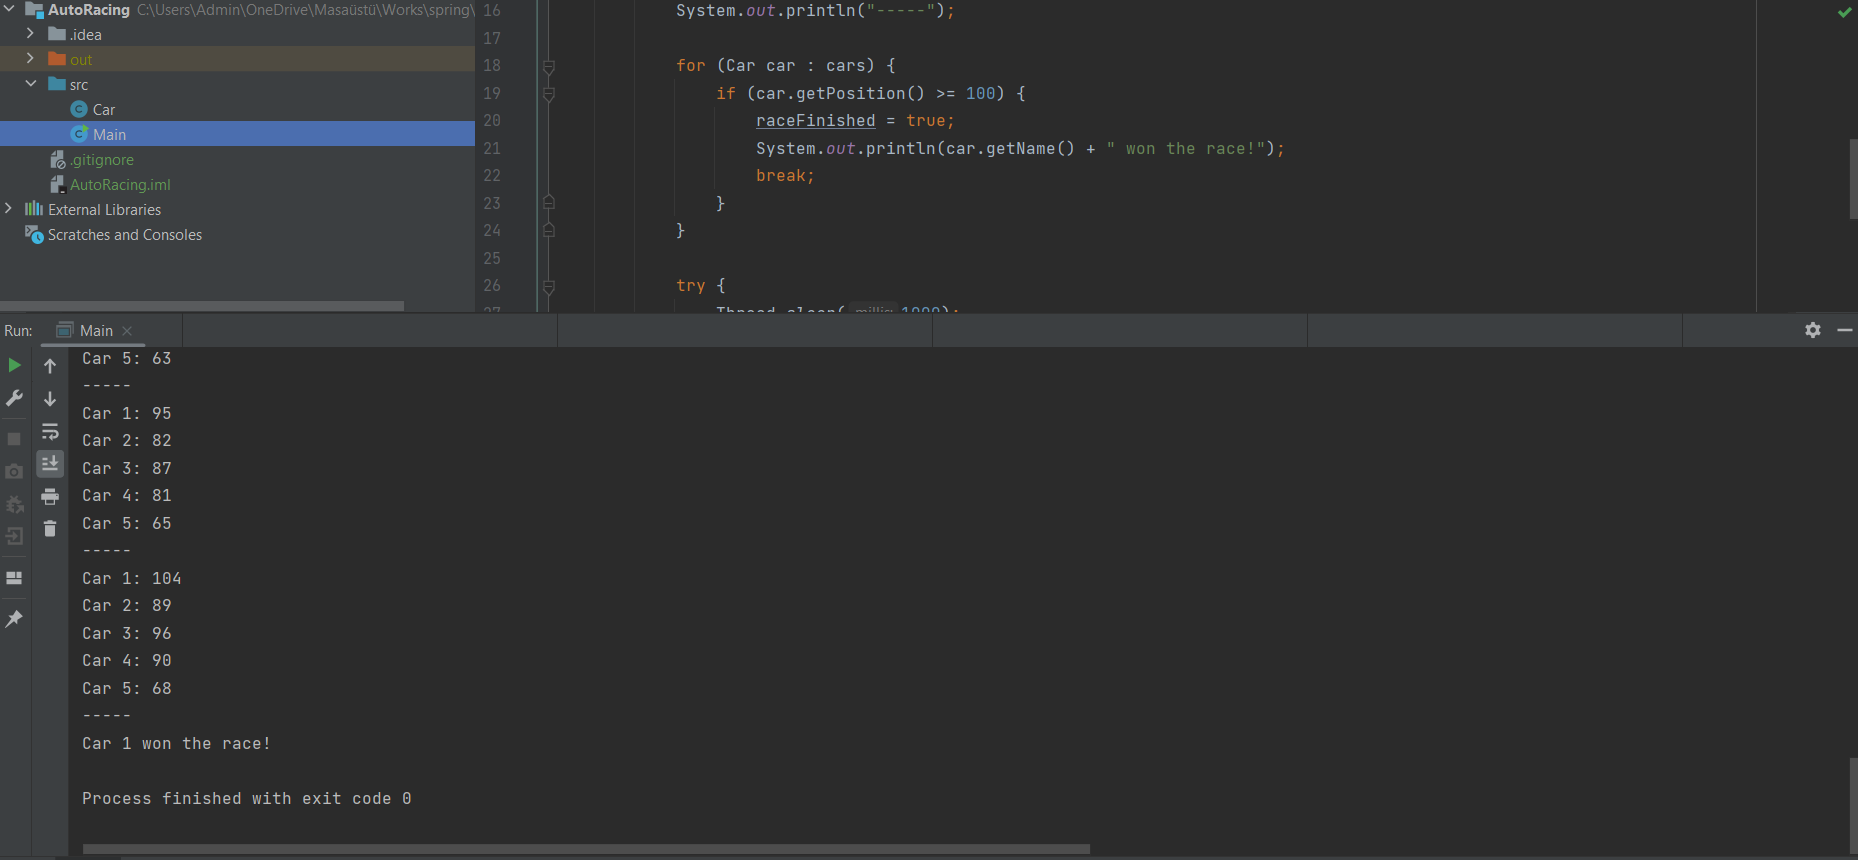 AutoRacing C:\Users\Admin\OneDrive\Masaüstü\Works\spring\
.idea
out
src
Car
Main
.gitignore
AutoRacing.iml
External Libraries
Scratches and Consoles
16 System.out.println("-----");
17
18 for (Car car : cars) {
19 if (car.getPosition() >= 100) {
20 raceFinished = true;
21 System.out.println(car.getName() + " won the race!");
22 break;
23 }
24 }
25
26 try {
27 Thread.sleep( millis: 1000);
Run: Main
Car 5: 63
-----
Car 1: 95
Car 2: 82
Car 3: 87
Car 4: 81
Car 5: 65
-----
Car 1: 104
Car 2: 89
Car 3: 96
Car 4: 90
Car 5: 68
-----
Car 1 won the race!
Process finished with exit code 0